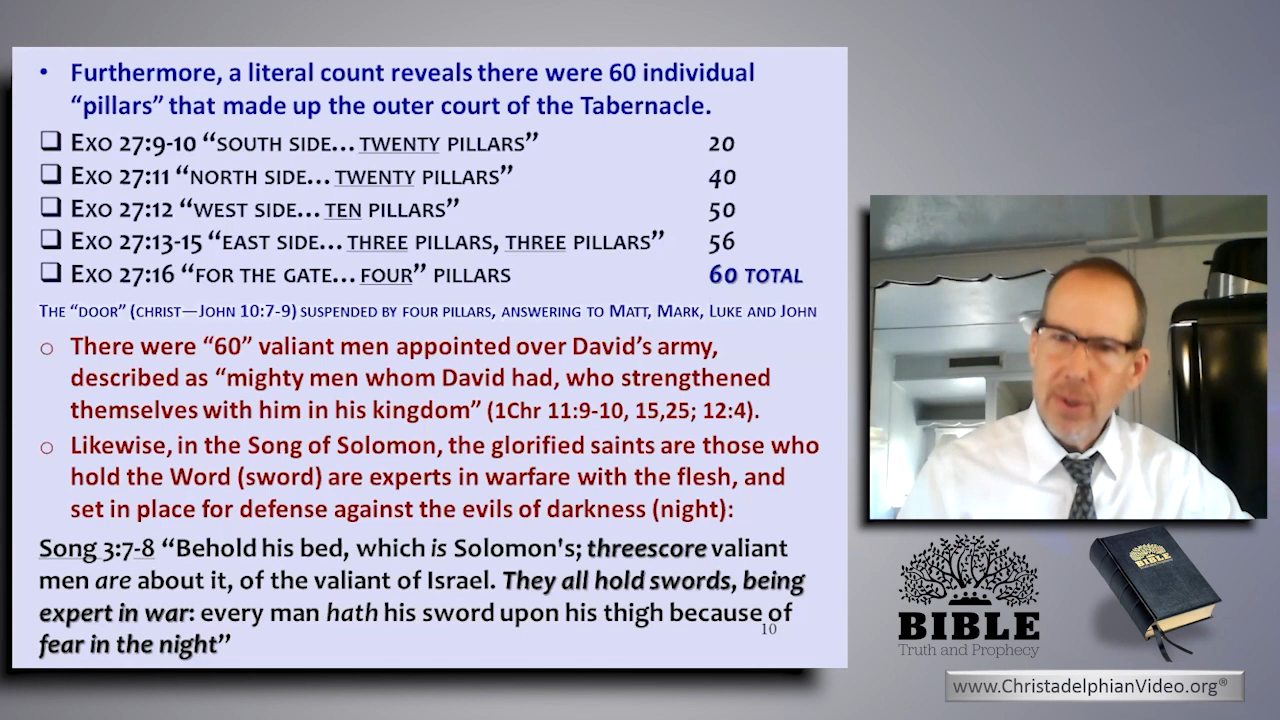 • Furthermore, a literal count reveals there were 60 individual
“pillars” that made up the outer court of the Tabernacle.
❑ Exo 27:9-10 “SOUTH SIDE... TWENTY PILLARS” 20
❑ Exo 27:11 “NORTH SIDE... TWENTY PILLARS” 40
❑ Exo 27:12 “WEST SIDE... TEN PILLARS” 50
❑ Exo 27:13-15 “EAST SIDE... THREE PILLARS, THREE PILLARS” 56
❑ Exo 27:16 “FOR THE GATE... FOUR” PILLARS 60 TOTAL
THE “DOOR” (CHRIST—JOHN 10:7-9) SUSPENDED BY FOUR PILLARS, ANSWERING TO MATT, MARK, LUKE AND JOHN
○ There were “60” valiant men appointed over David’s army,
described as “mighty men whom David had, who strengthened
themselves with him in his kingdom” (1Chr 11:9-10, 15,25; 12:4).
○ Likewise, in the Song of Solomon, the glorified saints are those who
hold the Word (sword) are experts in warfare with the flesh, and
set in place for defense against the evils of darkness (night):
Song 3:7-8 “Behold his bed, which is Solomon's; threescore valiant
men are about it, of the valiant of Israel. They all hold swords, being
expert in war: every man hath his sword upon his thigh because of
fear in the night”
10
BIBLE
Truth and Prophecy
BIBLE
www.ChristadelphianVideo.org®